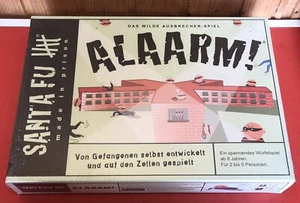 DAS WILDE AUSBRECHER-SPIEL
ALAARM!
SANTA FU
made in prison
Von Gefangenen selbst entwickelt
und auf den Zellen gespielt
Ein spannendes Würfelspiel
ab 8 Jahren.
Für 2 bis 5 Personen.
ALAARM!